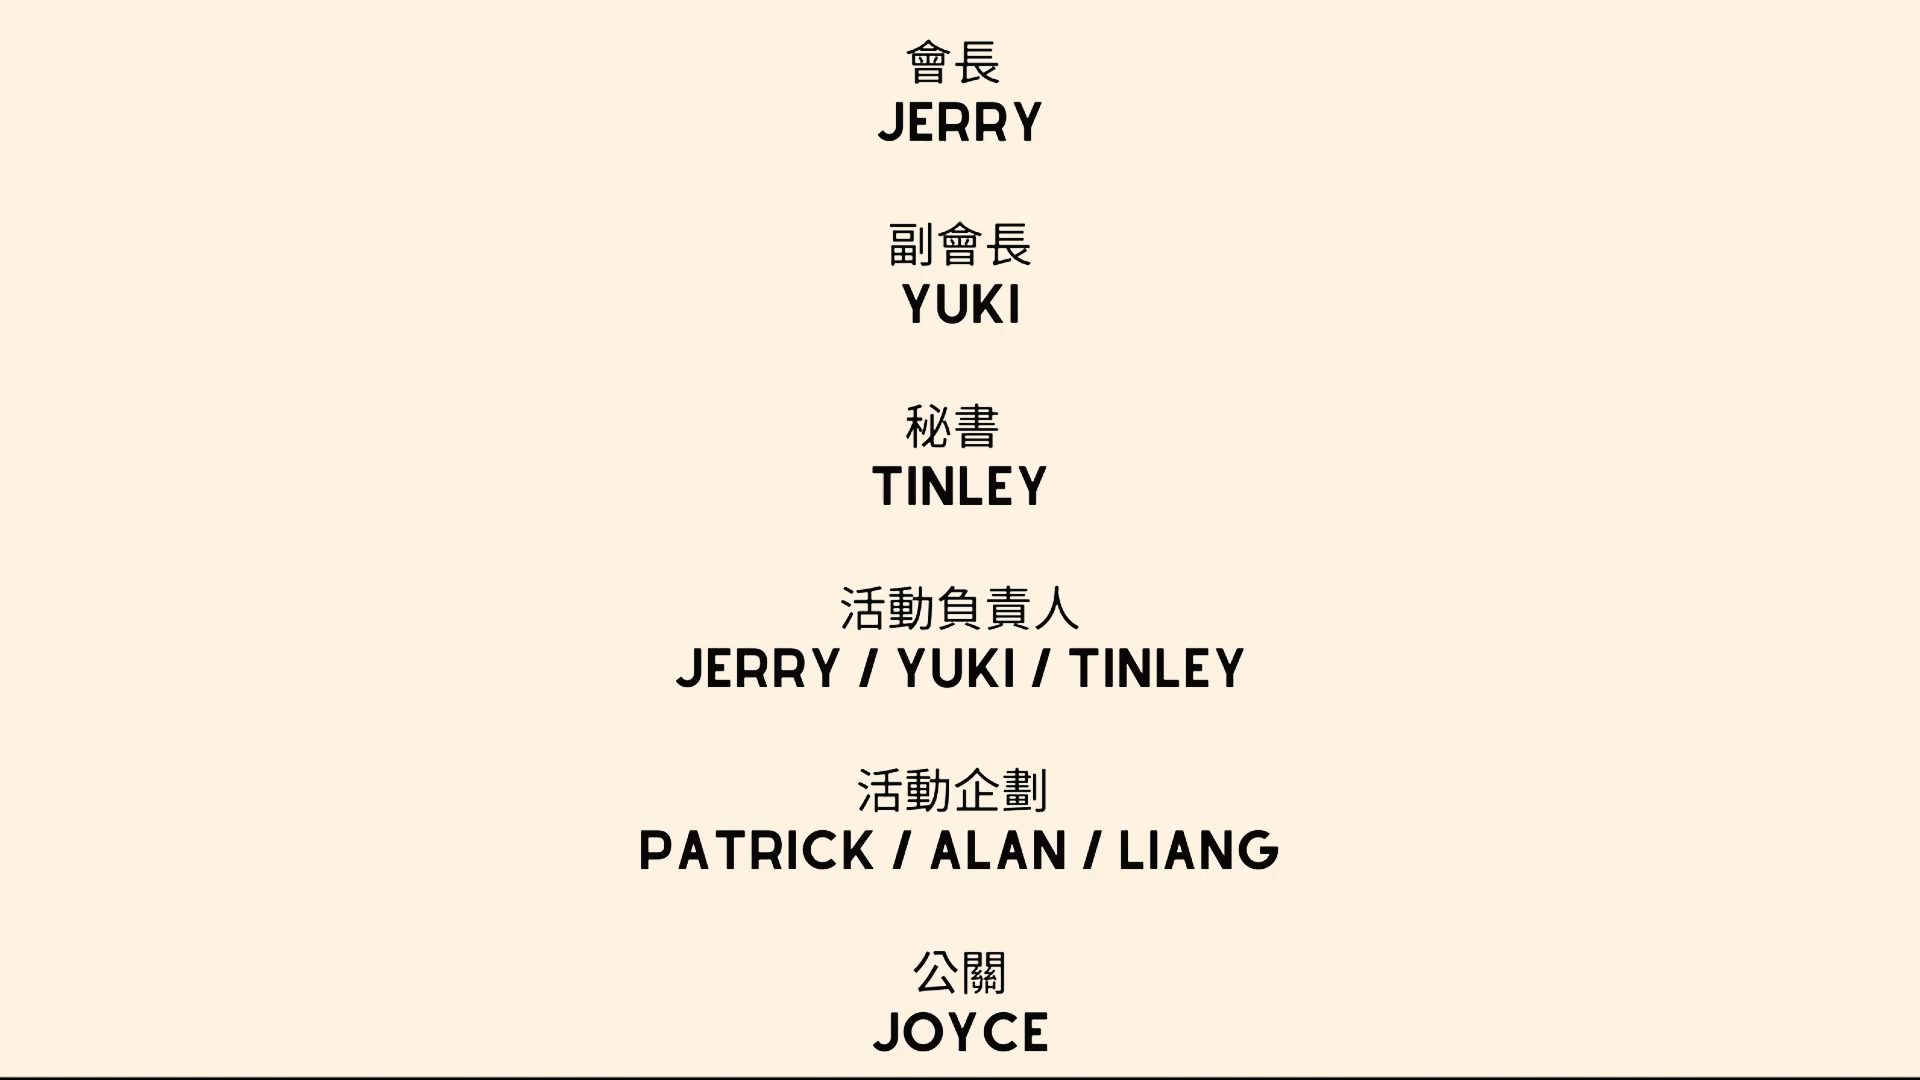 會長
JERRY
副會長
YUKI
秘書
TINLEY
活動負責人
JERRY / YUKI / TINLEY
活動企劃
PATRICK / ALAN / LIANG
公關
JOYCE